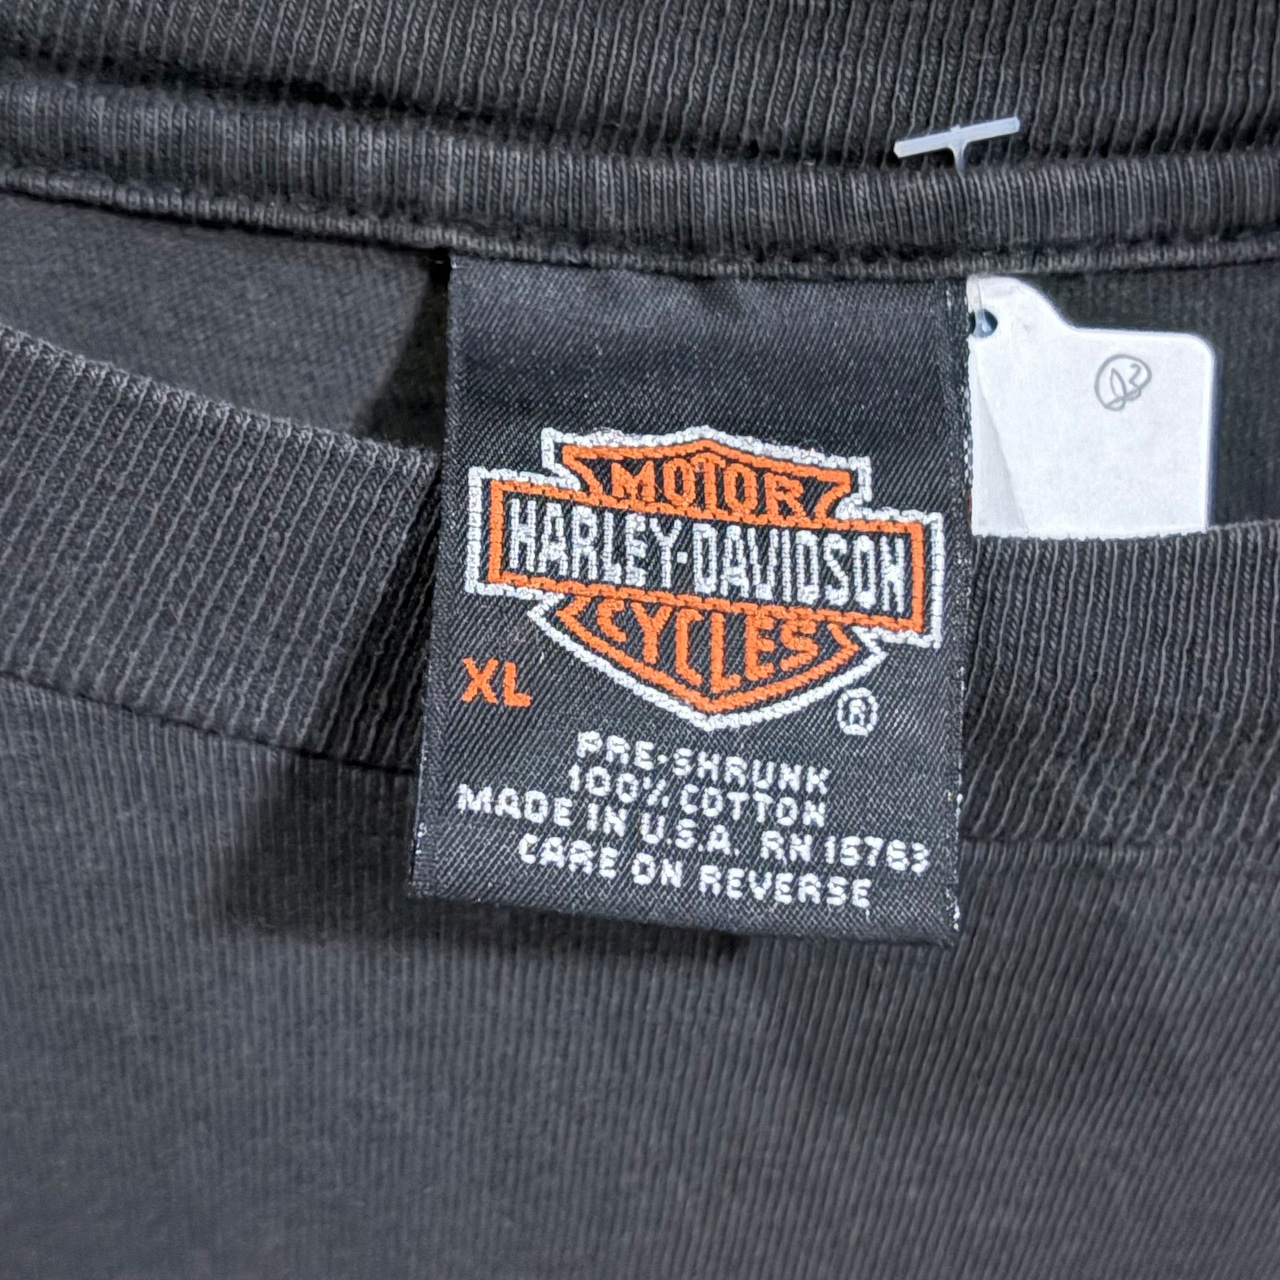 MOTOR
HARLEY-DAVIDSON
CYCLES
XL
®
PRE-SHRUNK
100% COTTON
MADE IN U.S.A. RN 15763
CARE ON REVERSE